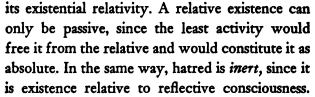 its existential relativity. A relative existence can
only be passive, since the least activity would
free it from the relative and would constitute it as
absolute. In the same way, hatred is inert, since it
is existence relative to reflective consciousness.